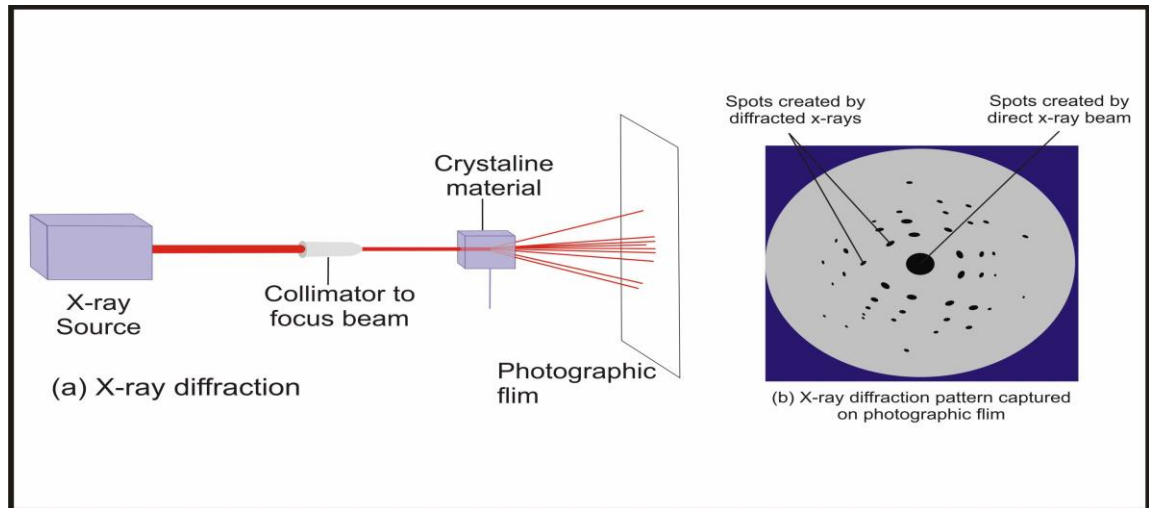 X-ray
Source
Collimator to
focus beam
Crystaline
material
Photographic
flim
(a) X-ray diffraction
Spots created by
diffracted x-rays
Spots created by
direct x-ray beam
(b) X-ray diffraction pattern captured
on photographic flim